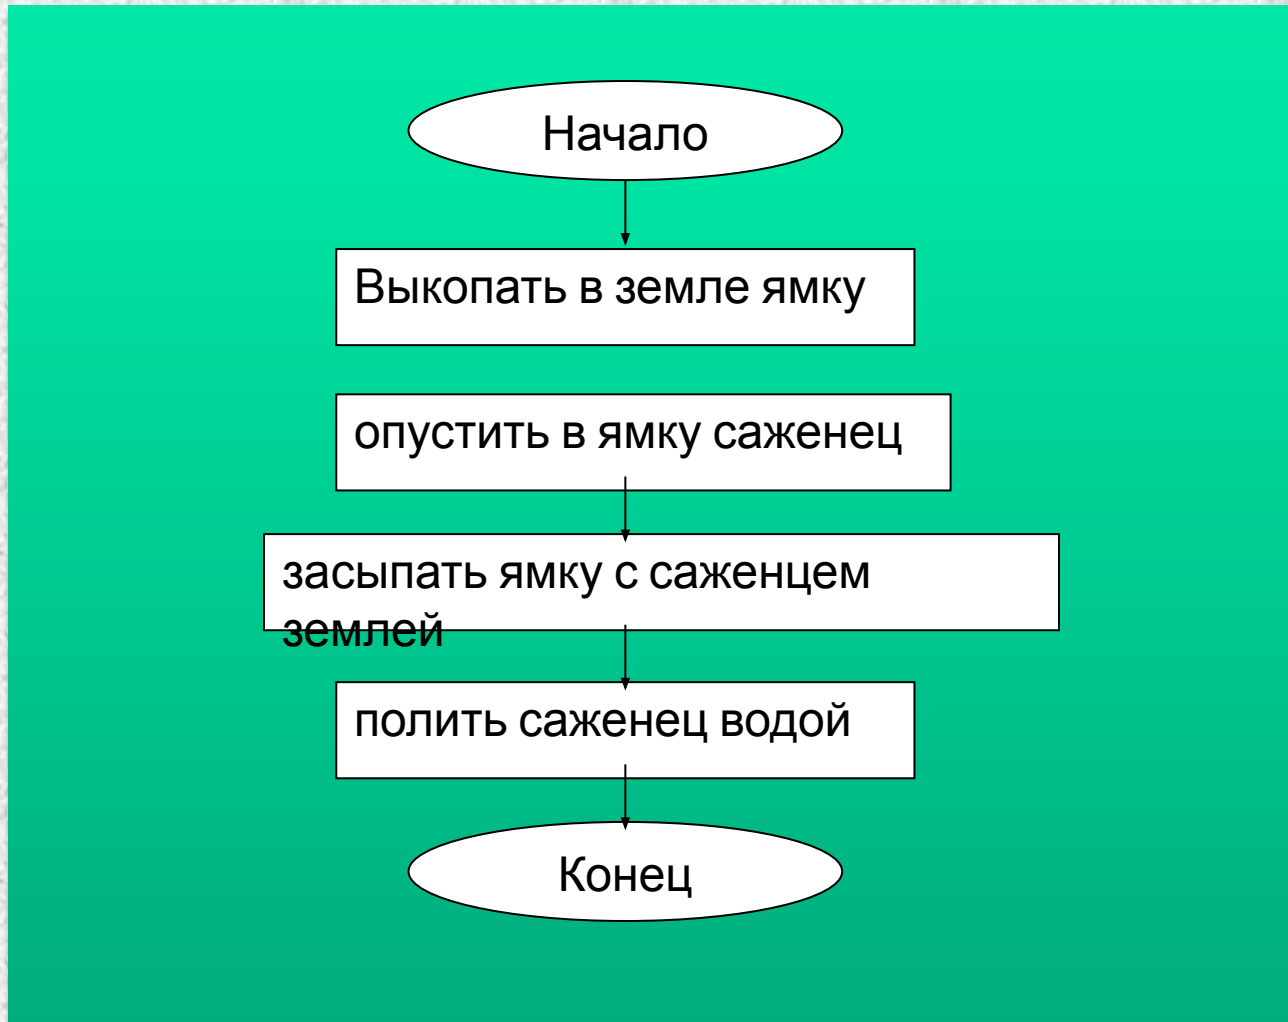 Начало
Выкопать в земле ямку
опустить в ямку саженец
засыпать ямку с саженцем
землей
полить саженец водой
Конец